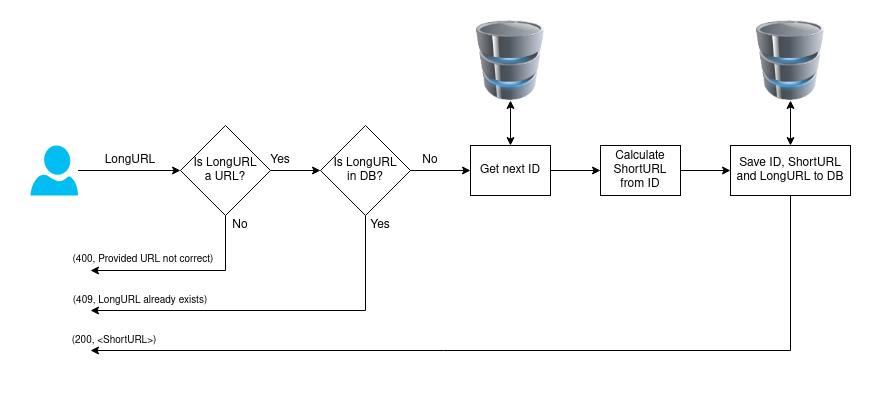 LongURL
Is LongURL
a URL?
Yes
Is LongURL
in DB?
No
Get next ID
Calculate
ShortURL
from ID
Save ID, ShortURL
and LongURL to DB
No
Yes
(400, Provided URL not correct)
(409, LongURL already exists)
(200, <ShortURL>)